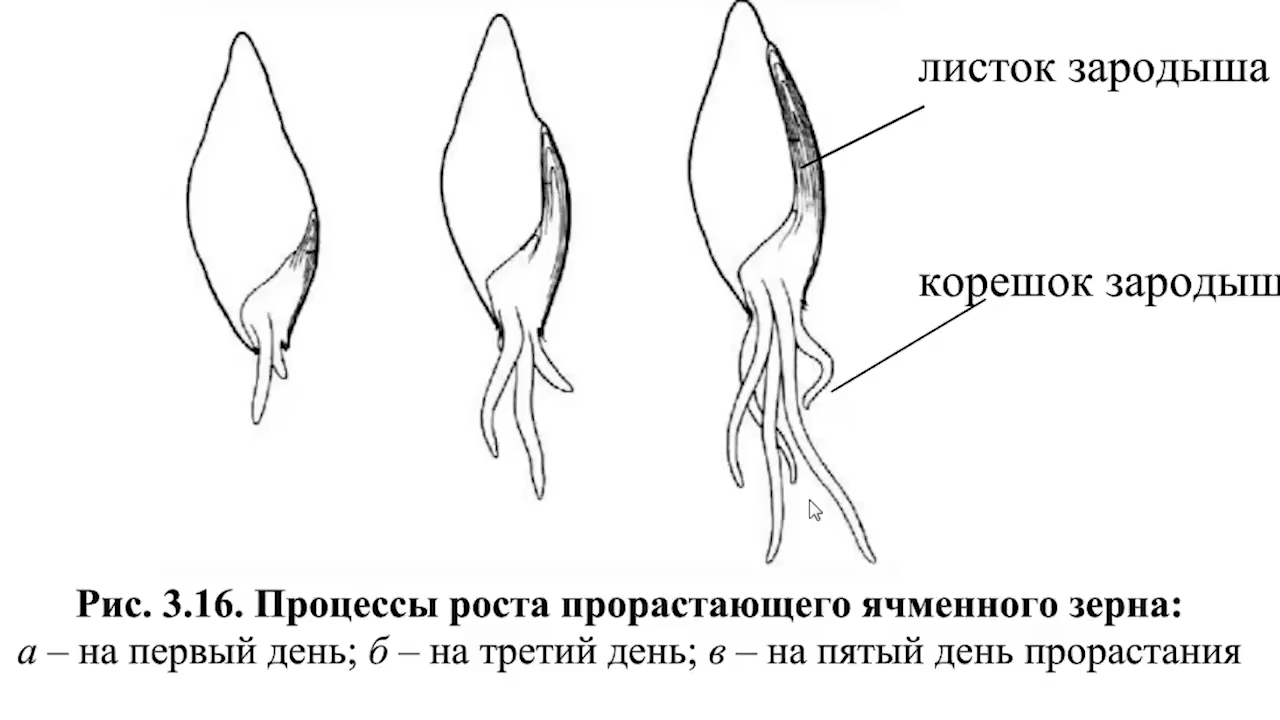 листок зародыша
корешок зародыш
Рис. 3.16. Процессы роста прорастающего ячменного зерна:
а – на первый день; б – на третий день; в – на пятый день прорастания